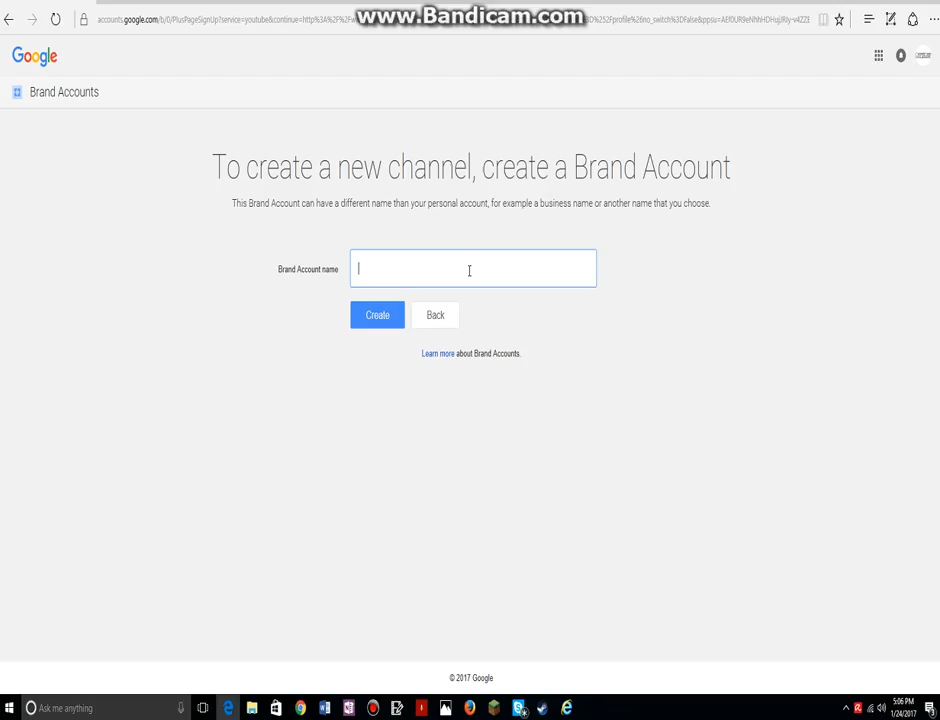 www.Bandicam.com
Google
Brand Accounts
To create a new channel, create a Brand Account
This Brand Account can have a different name than your personal account, for example a business name or another name that you choose.
Brand Account name
Create
Back
Learn more about Brand Accounts.
© 2017 Google
Ask me anything
5:06 PM
1/24/2017